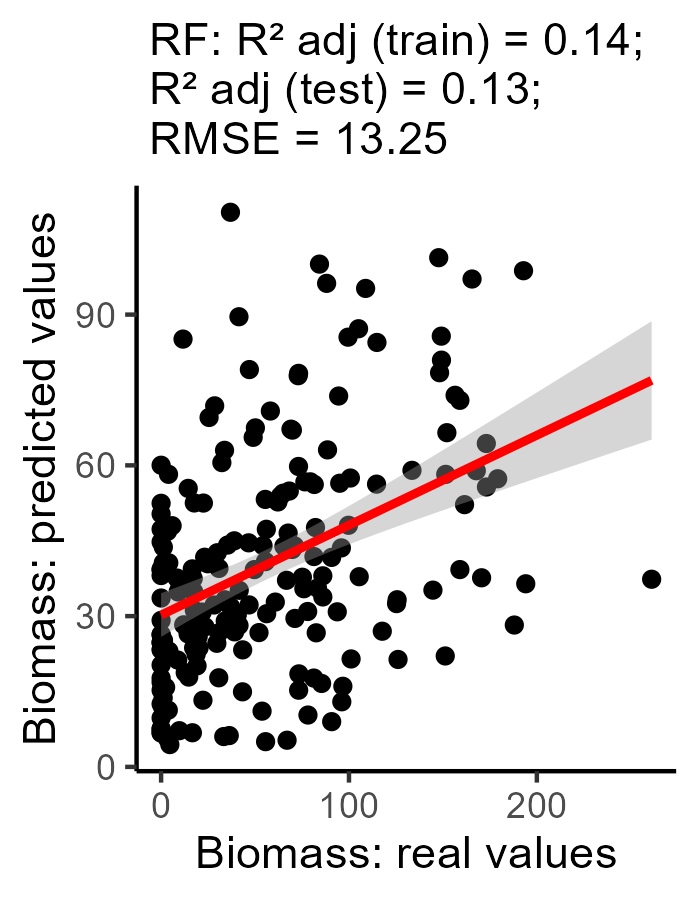 RF: R² adj (train) = 0.14;
R² adj (test) = 0.13;
RMSE = 13.25
Biomass: predicted values
90
60
30
0
0 100 200
Biomass: real values